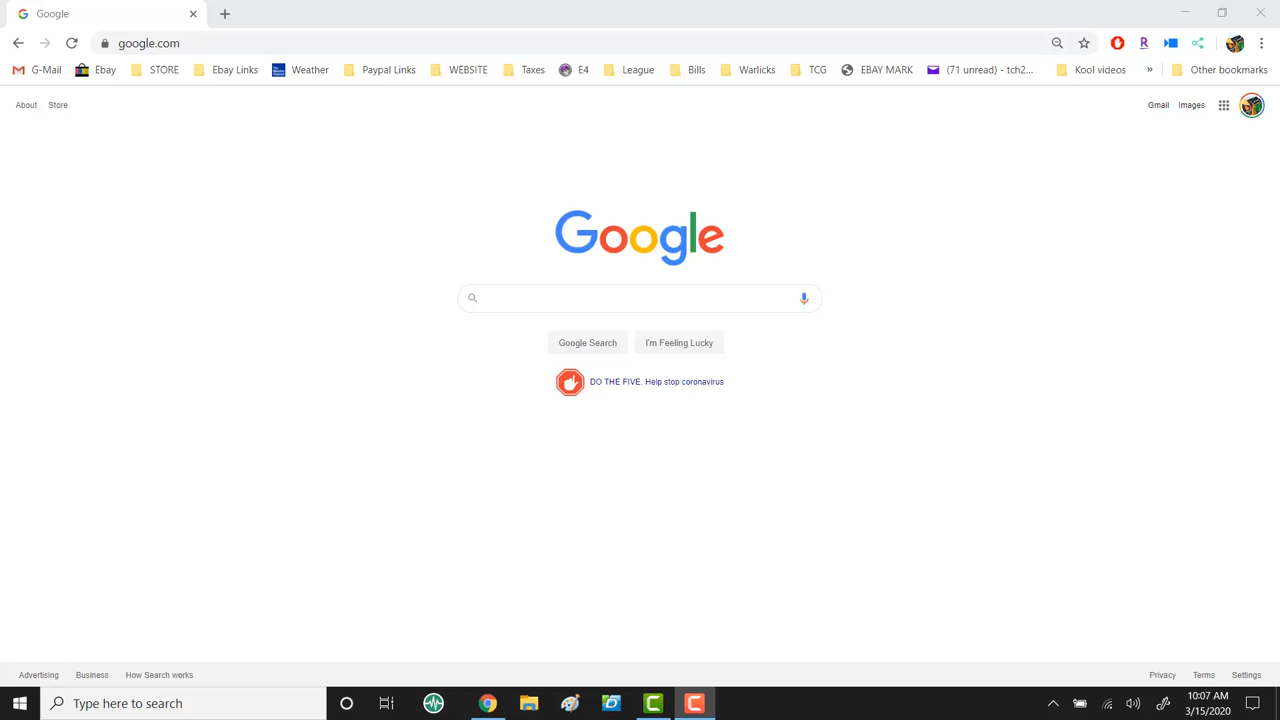 Google
google.com
G-Mail Ebay STORE Ebay Links Weather Paypal Links WEBSITE Taxes E4 League Bills Warlicks TCG EBAY MARK (71 unread) - tch2... Kool videos » Other bookmarks
About Store Gmail Images
Google
Google Search I'm Feeling Lucky
DO THE FIVE. Help stop coronavirus
Advertising Business How Search works Privacy Terms Settings
Type here to search
10:07 AM
3/15/2020